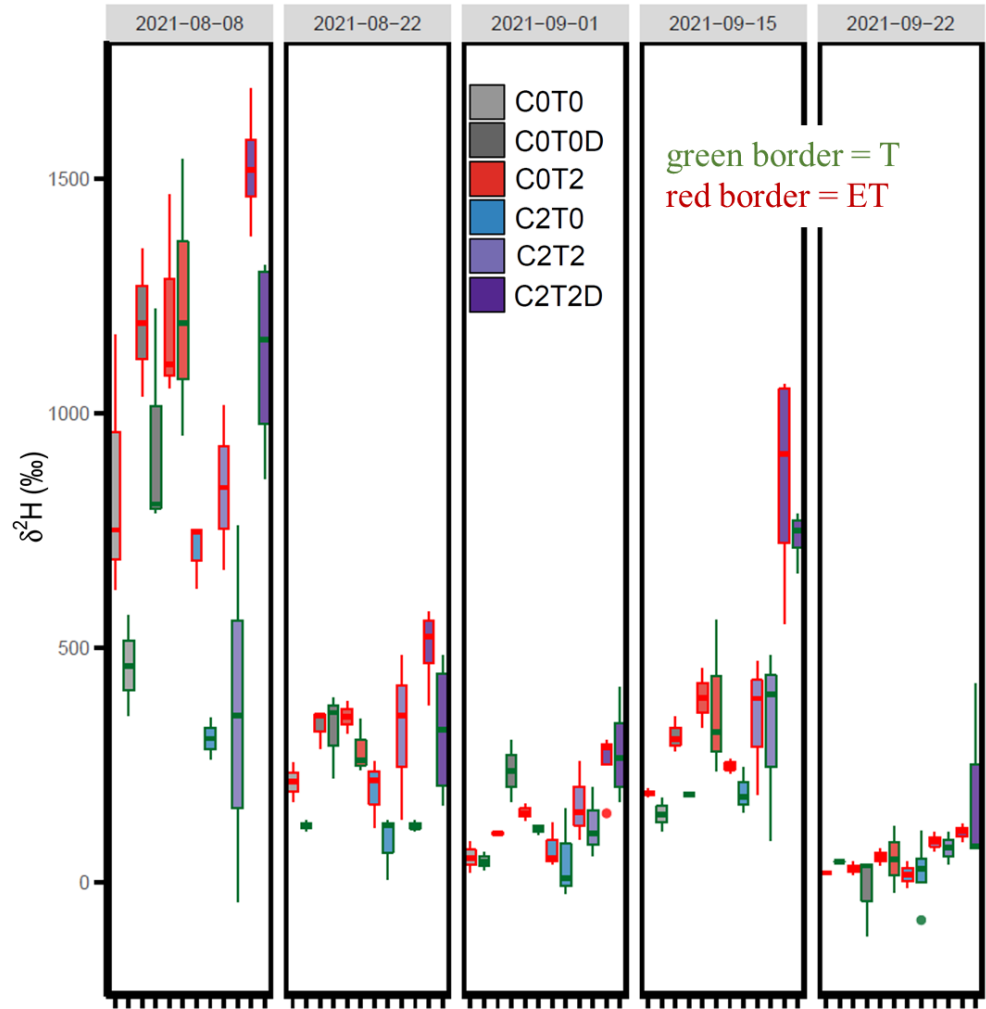 2021-08-08 2021-08-22 2021-09-01 2021-09-15 2021-09-22
C0T0
C0T0D
C0T2
C2T0
C2T2
C2T2D
green border = T
red border = ET
1500
1000
500
0
δ²H (‰)